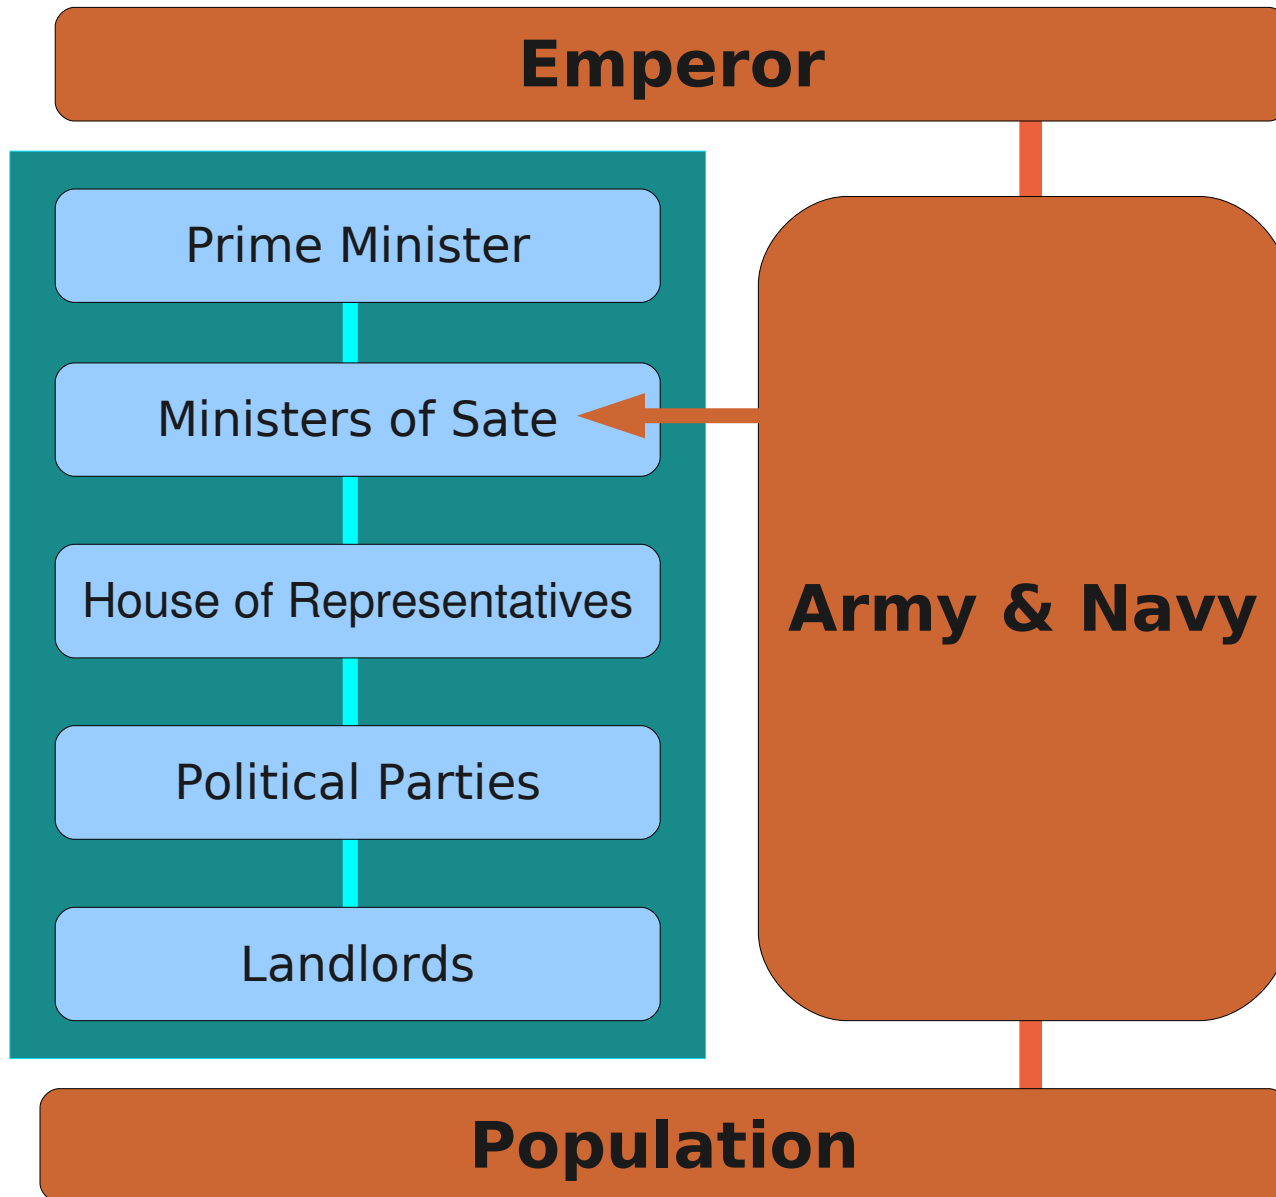 Emperor
Prime Minister
Ministers of Sate
House of Representatives
Army & Navy
Political Parties
Landlords
Population